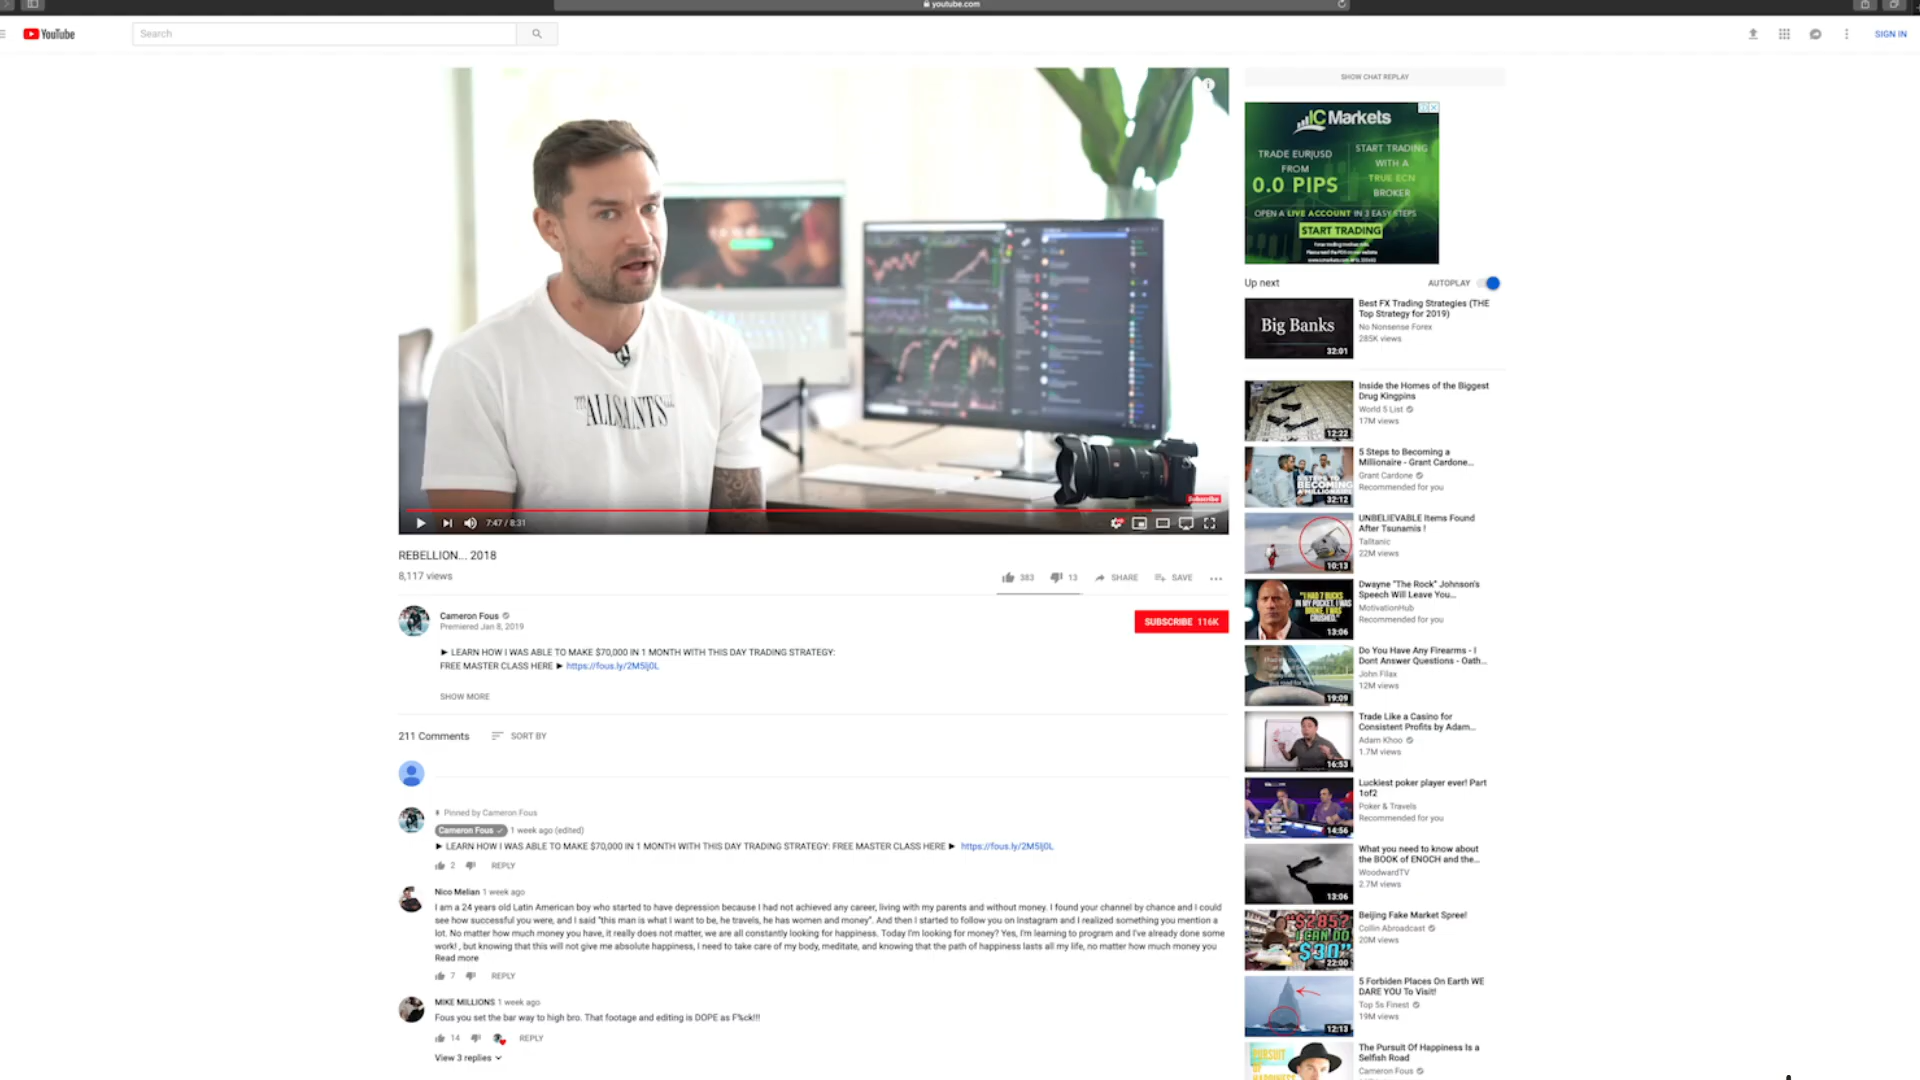 youtube.com
YouTube
Search
SIGN IN
ALLSAINTS
Subscribe
7:47 / 8:31
REBELLION... 2018
8,117 views
383
13
SHARE
SAVE
Cameron Fous
Premiered Jan 8, 2019
SUBSCRIBE 116K
► LEARN HOW I WAS ABLE TO MAKE $70,000 IN 1 MONTH WITH THIS DAY TRADING STRATEGY:
FREE MASTER CLASS HERE ► https://fous.ly/2M5Ij0L
SHOW MORE
211 Comments
SORT BY
Pinned by Cameron Fous
Cameron Fous 1 week ago (edited)
► LEARN HOW I WAS ABLE TO MAKE $70,000 IN 1 MONTH WITH THIS DAY TRADING STRATEGY: FREE MASTER CLASS HERE ► https://fous.ly/2M5Ij0L
2
REPLY
Nico Melian 1 week ago
I am a 24 years old Latin American boy who started to have depression because I had not achieved any career, living with my parents and without money. I found your channel by chance and I could
see how successful you were, and I said "this man is what I want to be, he travels, he has women and money". And then I started to follow you on Instagram and I realized something you mention a
lot. No matter how much money you have, it really does not matter, we are all constantly looking for happiness. Today I'm looking for money? Yes, I'm learning to program and I've already done some
work! , but knowing that this will not give me absolute happiness, I need to take care of my body, meditate, and knowing that the path of happiness lasts all my life, no matter how much money you
Read more
7
REPLY
MIKE MILLIONS 1 week ago
Fous you set the bar way to high bro. That footage and editing is DOPE as F%ck!!!
14
REPLY
View 3 replies
SHOW CHAT REPLAY
IC Markets
TRADE EURUSD
FROM
0.0 PIPS
START TRADING
WITH A
TRUE ECN
BROKER
OPEN A LIVE ACCOUNT IN 3 EASY STEPS
START TRADING
Up next
AUTOPLAY
Big Banks
32:01
Best FX Trading Strategies (THE
Top Strategy for 2019)
No Nonsense Forex
285K views
12:22
Inside the Homes of the Biggest
Drug Kingpins
World 5 List
17M views
32:12
5 Steps to Becoming a
Millionaire - Grant Cardone...
Grant Cardone
Recommended for you
10:13
UNBELIEVABLE Items Found
After Tsunamis !
Talltanic
22M views
"I HAD 7 BUCKS
IN MY POCKET. I WAS
BROKE. I WAS
CRUSHED."
13:06
Dwayne "The Rock" Johnson's
Speech Will Leave You...
MotivationHub
Recommended for you
19:09
Do You Have Any Firearms - I
Dont Answer Questions - Oath...
John Filax
12M views
16:53
Trade Like a Casino for
Consistent Profits by Adam...
Adam Khoo
1.7M views
14:56
Luckiest poker player ever! Part
1of2
Poker & Travels
Recommended for you
13:06
What you need to know about
the BOOK of ENOCH and the...
WoodwardTV
2.7M views
"$285?
I CAN DO
$30"
22:00
Beijing Fake Market Spree!
Collin Abroadcast
20M views
12:13
5 Forbiden Places On Earth WE
DARE YOU To Visit!
Top 5s Finest
19M views
PURSUIT
OF
HAPPINESS
The Pursuit Of Happiness Is a
Selfish Road
Cameron Fous